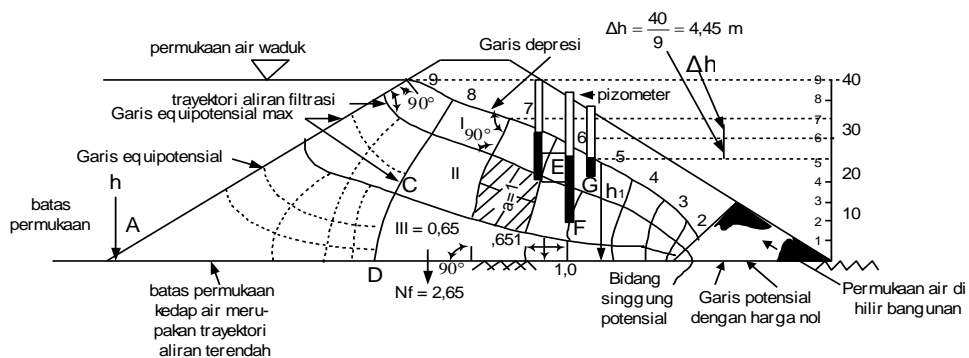 permukaan air waduk
trayektori aliran filtrasi
Garis equipotensial max
Garis equipotensial
h
batas
permukaan
A
90°
Garis depresi
9
8
7
6
5
4
3
2
I
90°
II
C
a=1
E
F
G
h₁
pizometer
III = 0,65
,651
90°
D
Nf = 2,65
1,0
batas permukaan
kedap air meru-
pakan trayektori
aliran terendah
Bidang
singgung
potensial
Garis potensial
dengan harga nol
Permukaan air di
hilir bangunan
Δh = 40/9 = 4,45 m
Δh
9
8
7
6
5
4
3
2
1
40
30
20
10